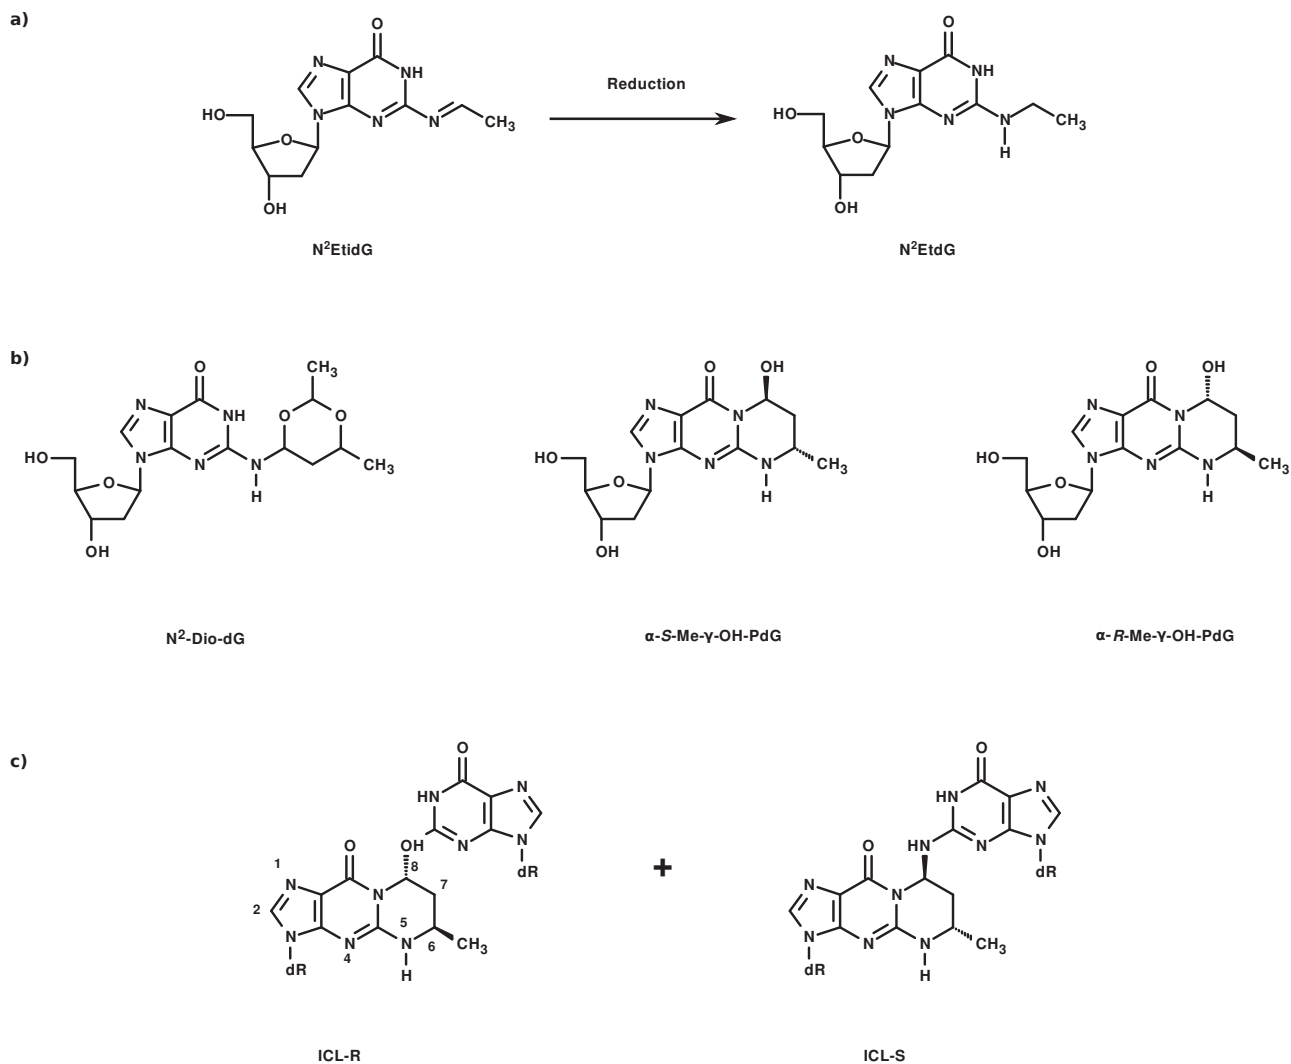 a)
O
N
NH
N
N
N
CH3
HO
O
OH
N2EtidG
Reduction
O
N
NH
N
N
N
H
CH3
HO
O
OH
N2EtdG
b)
O
CH3
N
NH
O
O
N
N
N
H
CH3
HO
O
OH
N2-Dio-dG
O
OH
N
N
N
N
N
H
CH3
HO
O
OH
α-S-Me-γ-OH-PdG
O
OH
N
N
N
N
N
H
CH3
HO
O
OH
α-R-Me-γ-OH-PdG
c)
O
HN
N
N
N
dR
O
OH
8
1
N
N
7
2
5
N
N
4
N
H
6
CH3
dR
ICL-R
+
O
HN
N
N
N
dR
O
HN
N
N
N
N
N
H
CH3
dR
ICL-S